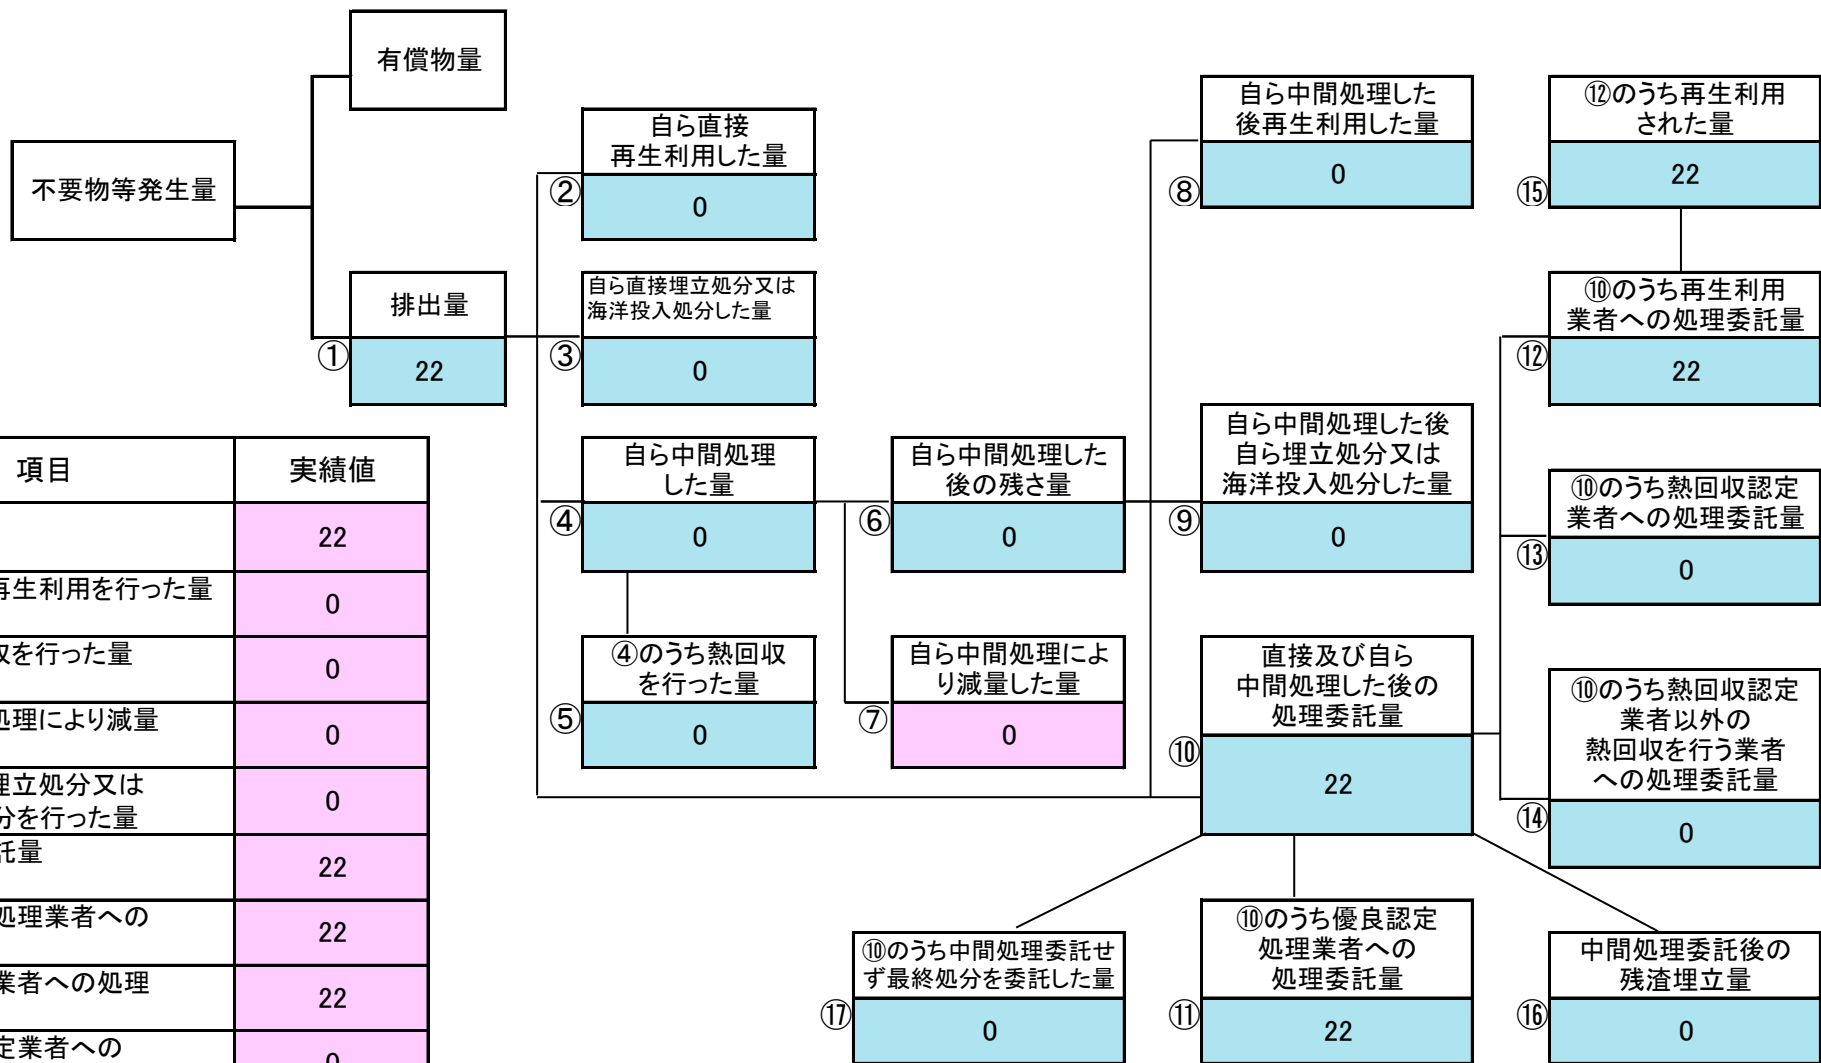 有償物量
不要物等発生量
排出量
①
22
自ら直接
再生利用した量
②
0
自ら直接埋立処分又は
海洋投入処分した量
③
0
自ら中間処理
した量
④
0
④のうち熱回収
を行った量
⑤
0
自ら中間処理した
後の残さ量
⑥
0
自ら中間処理によ
り減量した量
⑦
0
自ら中間処理した
後再生利用した量
⑧
0
自ら中間処理した後
自ら埋立処分又は
海洋投入処分した量
⑨
0
直接及び自ら
中間処理した後の
処理委託量
⑩
22
⑫のうち再生利用
された量
⑮
22
⑩のうち再生利用
業者への処理委託量
⑫
22
⑩のうち熱回収認定
業者への処理委託量
⑬
0
⑩のうち熱回収認定
業者以外の
熱回収を行う業者
への処理委託量
⑭
0
⑩のうち中間処理委託せ
ず最終処分を委託した量
⑰
0
⑩のうち優良認定
処理業者への
処理委託量
⑪
22
中間処理委託後の
残渣埋立量
⑯
0
項目 実績値
22
再生利用を行った量 0
収を行った量 0
処理により減量 0
埋立処分又は
分を行った量 0
託量 22
処理業者への 22
業者への処理 22
定業者への 0